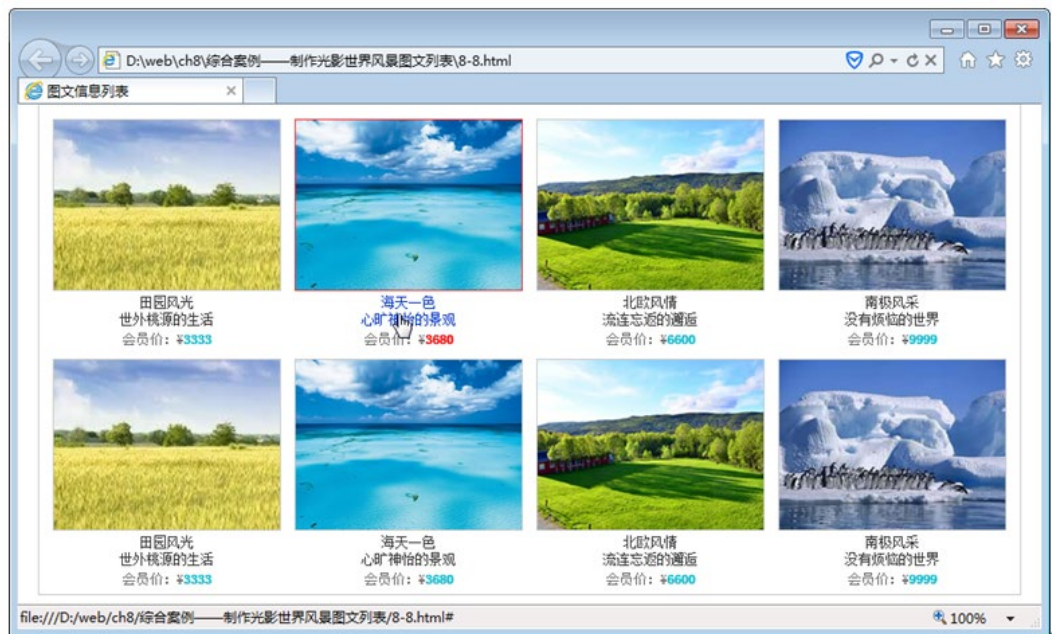 D:\web\ch8\综合案例——制作光影世界风景图文列表\8-8.html
图文信息列表
田园风光
世外桃源的生活
会员价：¥3333
海天一色
心旷神怡的景观
会员价：¥3680
北欧风情
流连忘返的邂逅
会员价：¥6600
南极风采
没有烦恼的世界
会员价：¥9999
田园风光
世外桃源的生活
会员价：¥3333
海天一色
心旷神怡的景观
会员价：¥3680
北欧风情
流连忘返的邂逅
会员价：¥6600
南极风采
没有烦恼的世界
会员价：¥9999
file:///D:/web/ch8/综合案例——制作光影世界风景图文列表/8-8.html#
100%